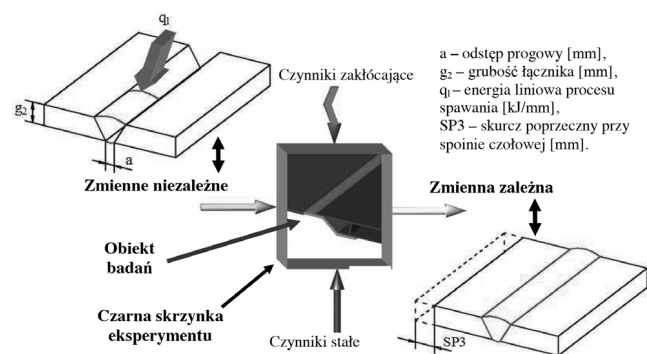 q₁
g₂
a
Zmienne niezależne
Czynniki zakłócające
a – odstęp progowy [mm],
g₂ – grubość łącznika [mm],
q₁ – energia liniowa procesu
spawania [kJ/mm],
SP3 – skurcz poprzeczny przy
spoinie czołowej [mm].
Zmienna zależna
Obiekt
badań
Czarna skrzynka
eksperymentu
Czynniki stałe
SP3